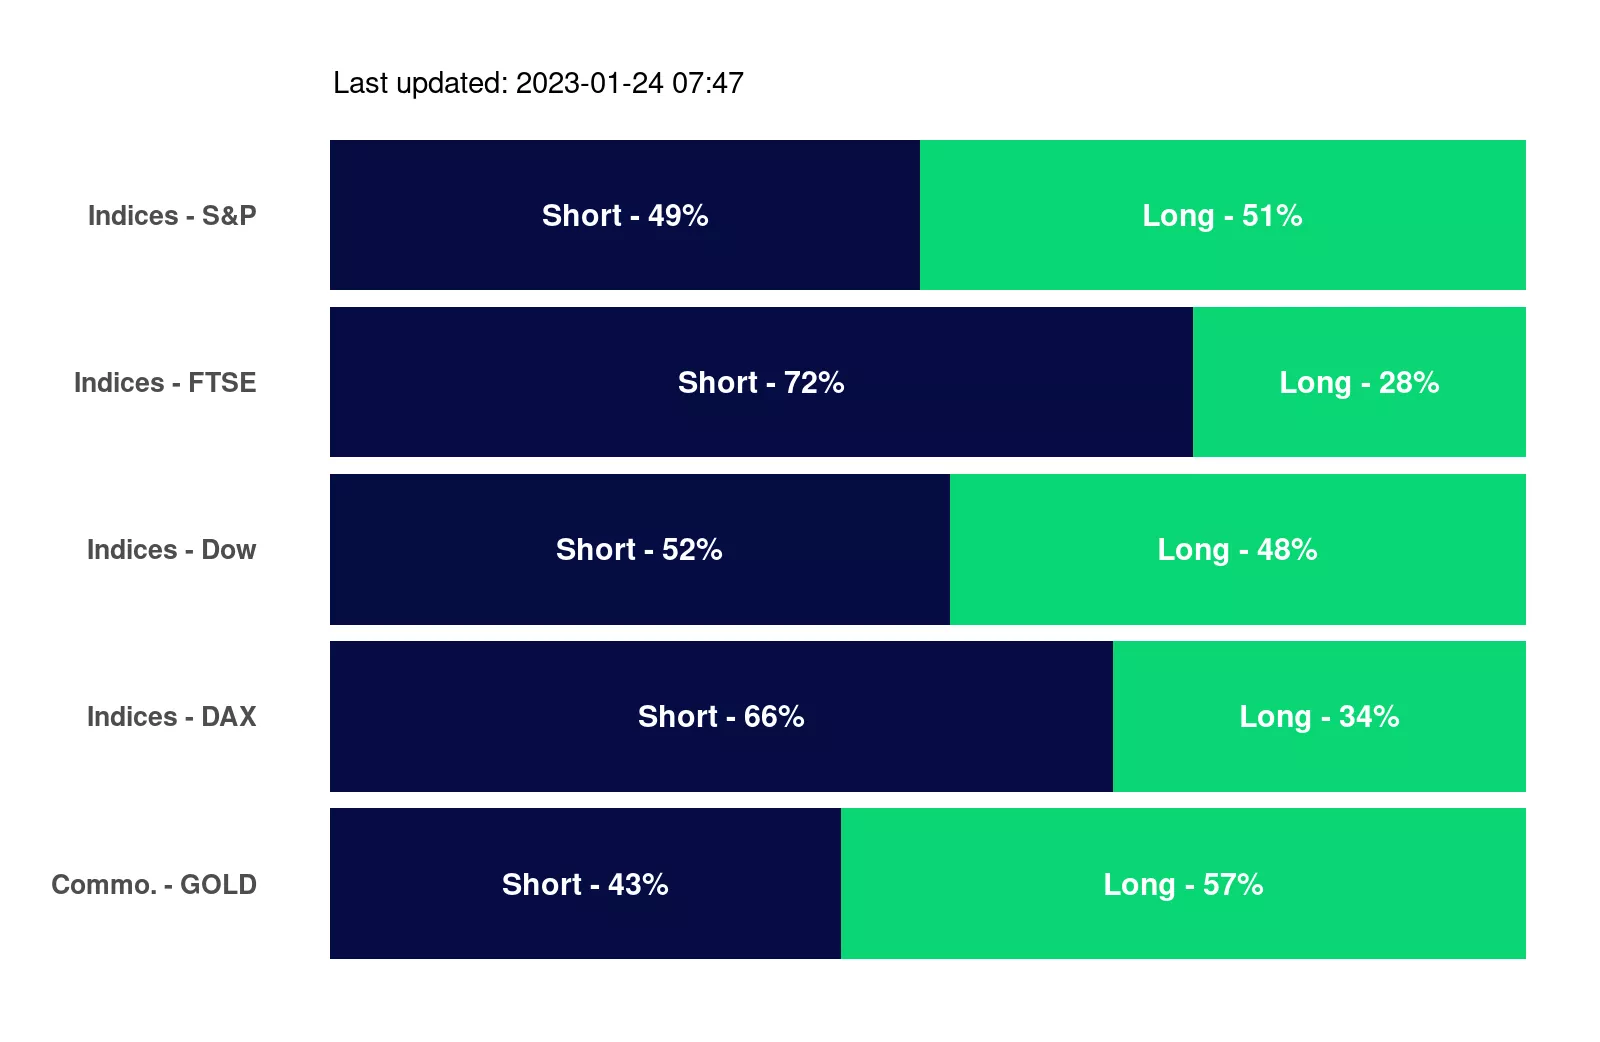 Last updated: 2023-01-24 07:47
Indices - S&P Short - 49% Long - 51%
Indices - FTSE Short - 72% Long - 28%
Indices - Dow Short - 52% Long - 48%
Indices - DAX Short - 66% Long - 34%
Commo. - GOLD Short - 43% Long - 57%